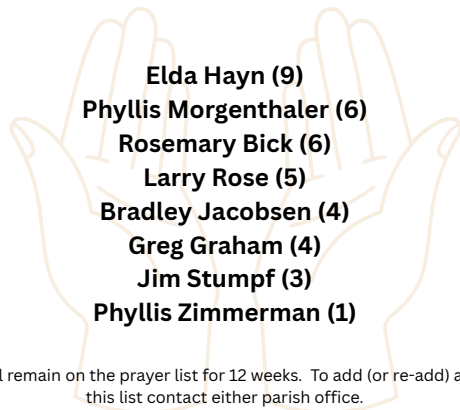 Elda Hayn (9)
Phyllis Morgenthaler (6)
Rosemary Bick (6)
Larry Rose (5)
Bradley Jacobsen (4)
Greg Graham (4)
Jim Stumpf (3)
Phyllis Zimmerman (1)
remain on the prayer list for 12 weeks. To add (or re-add)
this list contact either parish office.